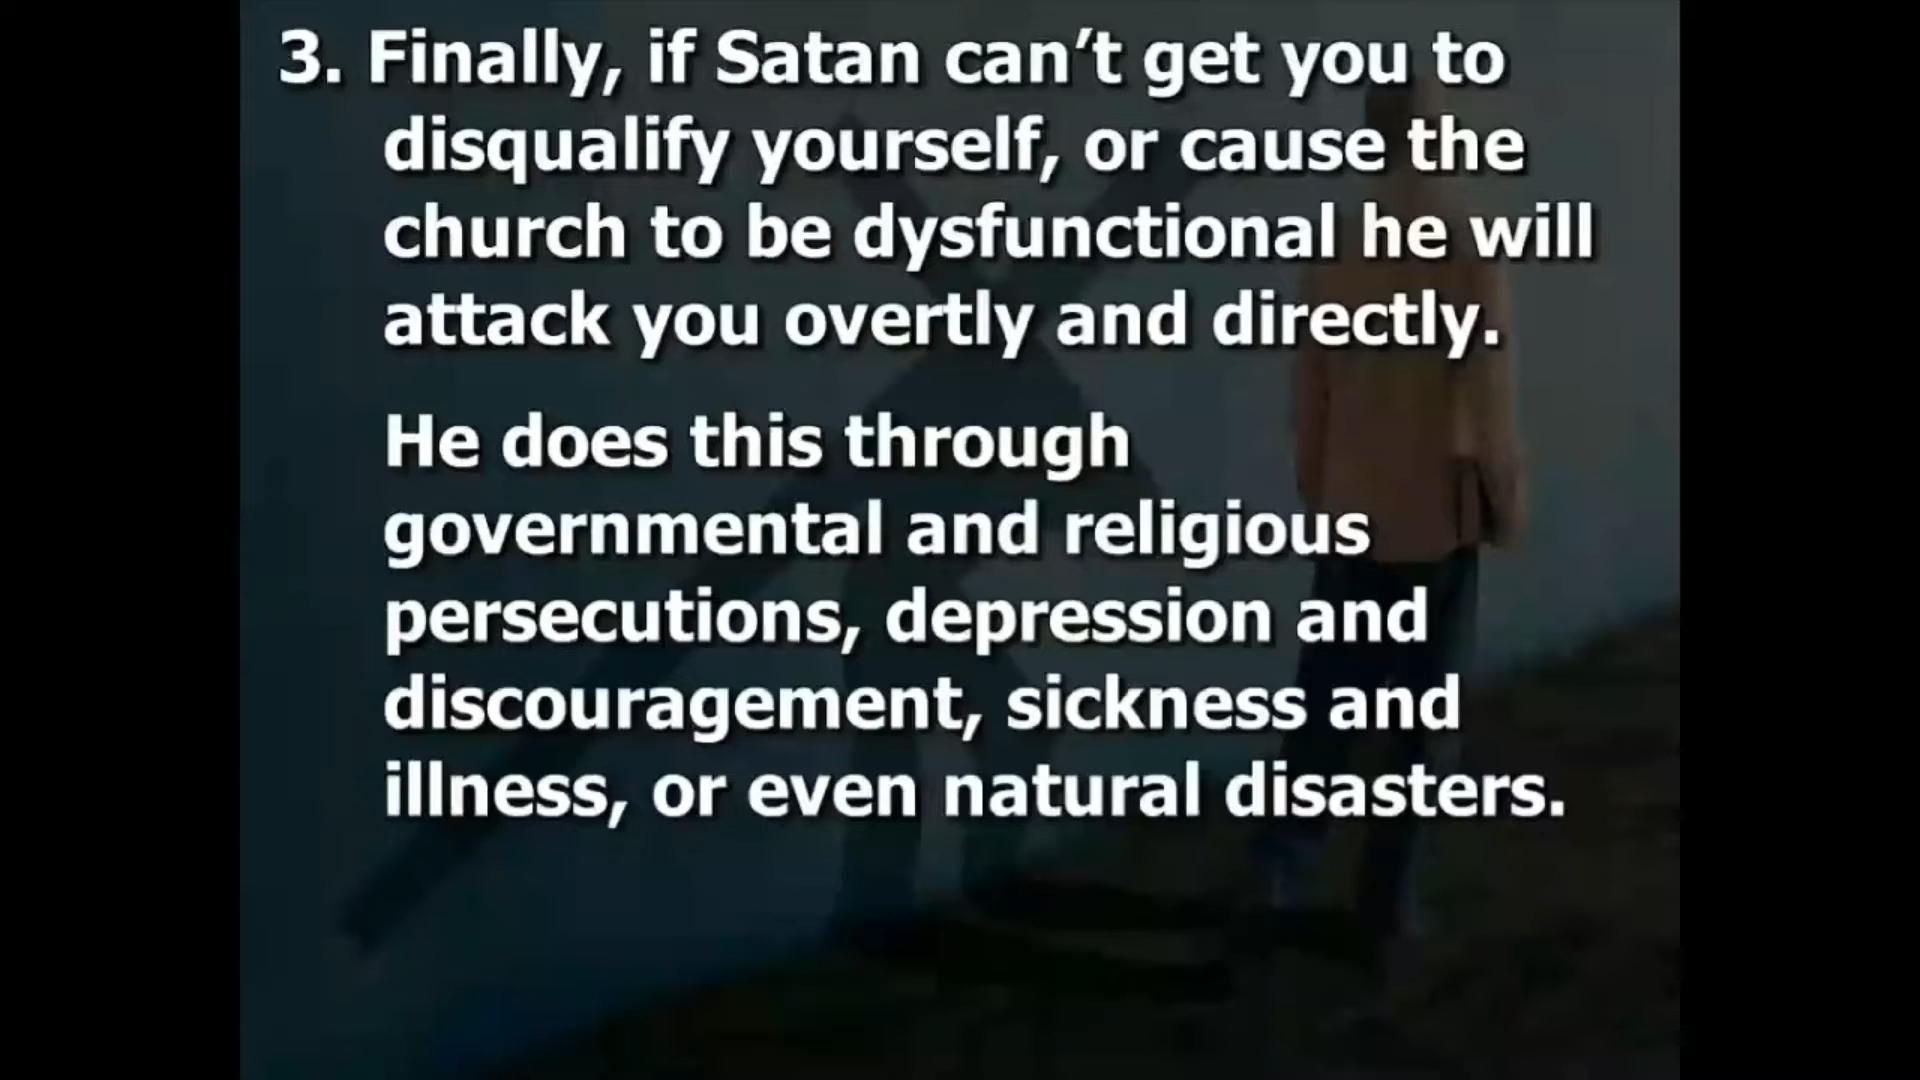 3. Finally, if Satan can’t get you to
disqualify yourself, or cause the
church to be dysfunctional he will
attack you overtly and directly.
He does this through
governmental and religious
persecutions, depression and
discouragement, sickness and
illness, or even natural disasters.